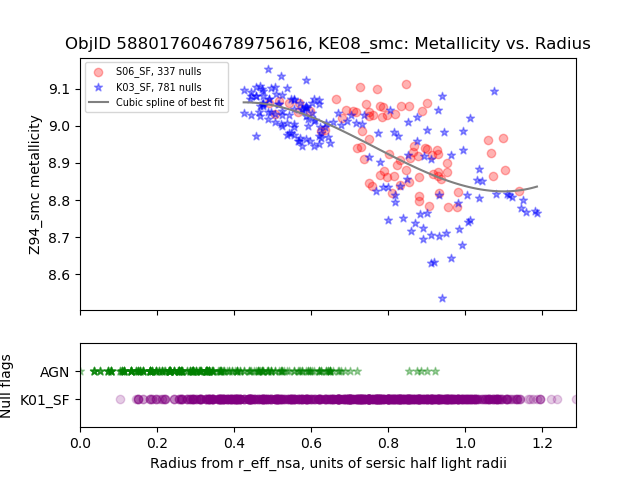 ObjID 588017604678975616, KE08_smc: Metallicity vs. Radius
S06_SF, 337 nulls
K03_SF, 781 nulls
Cubic spline of best fit
9.1
9.0
8.9
8.8
8.7
8.6
Z94_smc metallicity
AGN
K01_SF
Null flags
0.0 0.2 0.4 0.6 0.8 1.0 1.2
Radius from r_eff_nsa, units of sersic half light radii